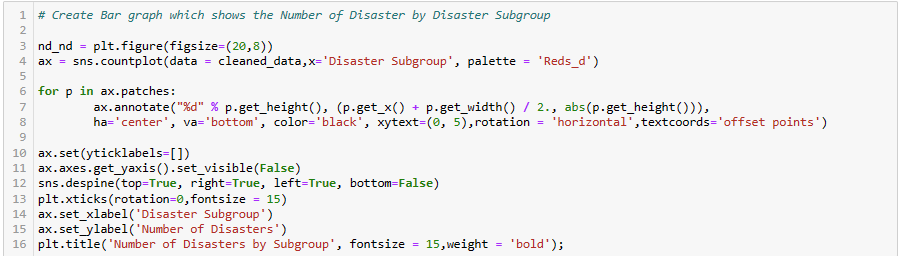 1 # Create Bar graph which shows the Number of Disaster by Disaster Subgroup
2
3 nd_nd = plt.figure(figsize=(20,8))
4 ax = sns.countplot(data = cleaned_data,x='Disaster Subgroup', palette = 'Reds_d')
5
6 for p in ax.patches:
7         ax.annotate("%d" % p.get_height(), (p.get_x() + p.get_width() / 2., abs(p.get_height())),
8         ha='center', va='bottom', color='black', xytext=(0, 5),rotation = 'horizontal',textcoords='offset points')
9
10 ax.set(yticklabels=[])
11 ax.axes.get_yaxis().set_visible(False)
12 sns.despine(top=True, right=True, left=True, bottom=False)
13 plt.xticks(rotation=0,fontsize = 15)
14 ax.set_xlabel('Disaster Subgroup')
15 ax.set_ylabel('Number of Disasters')
16 plt.title('Number of Disasters by Subgroup', fontsize = 15,weight = 'bold');